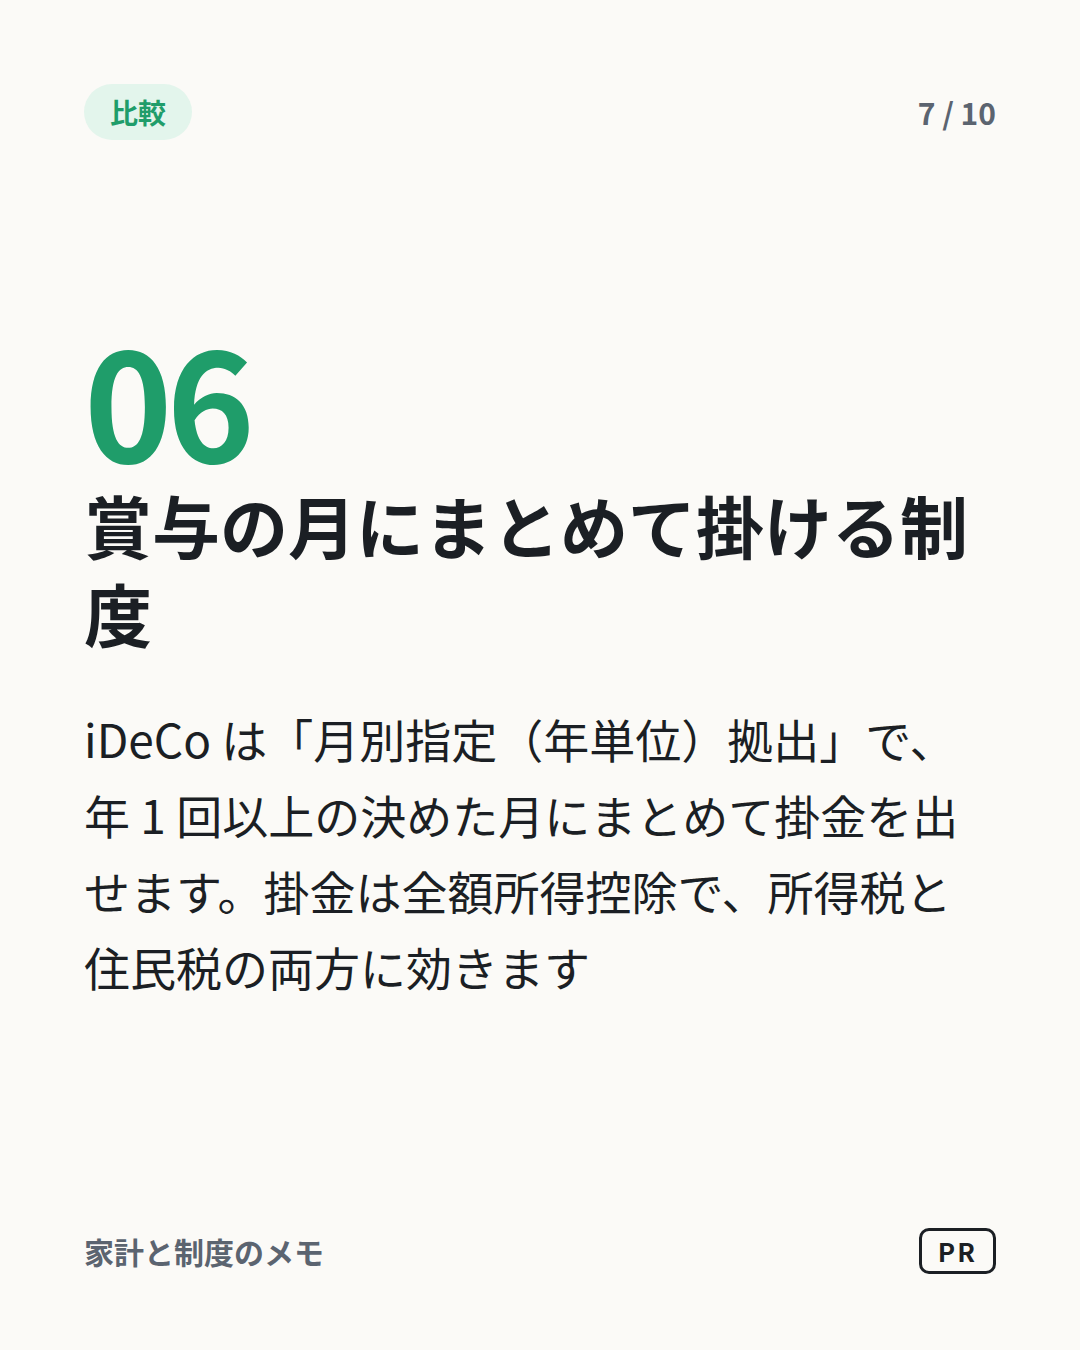 比較
7 / 10
06
賞与の月にまとめて掛ける制
度
iDeCo は「月別指定（年単位）拠出」で、
年 1 回以上の決めた月にまとめて掛金を出
せます。掛金は全額所得控除で、所得税と
住民税の両方に効きます
家計と制度のメモ
PR